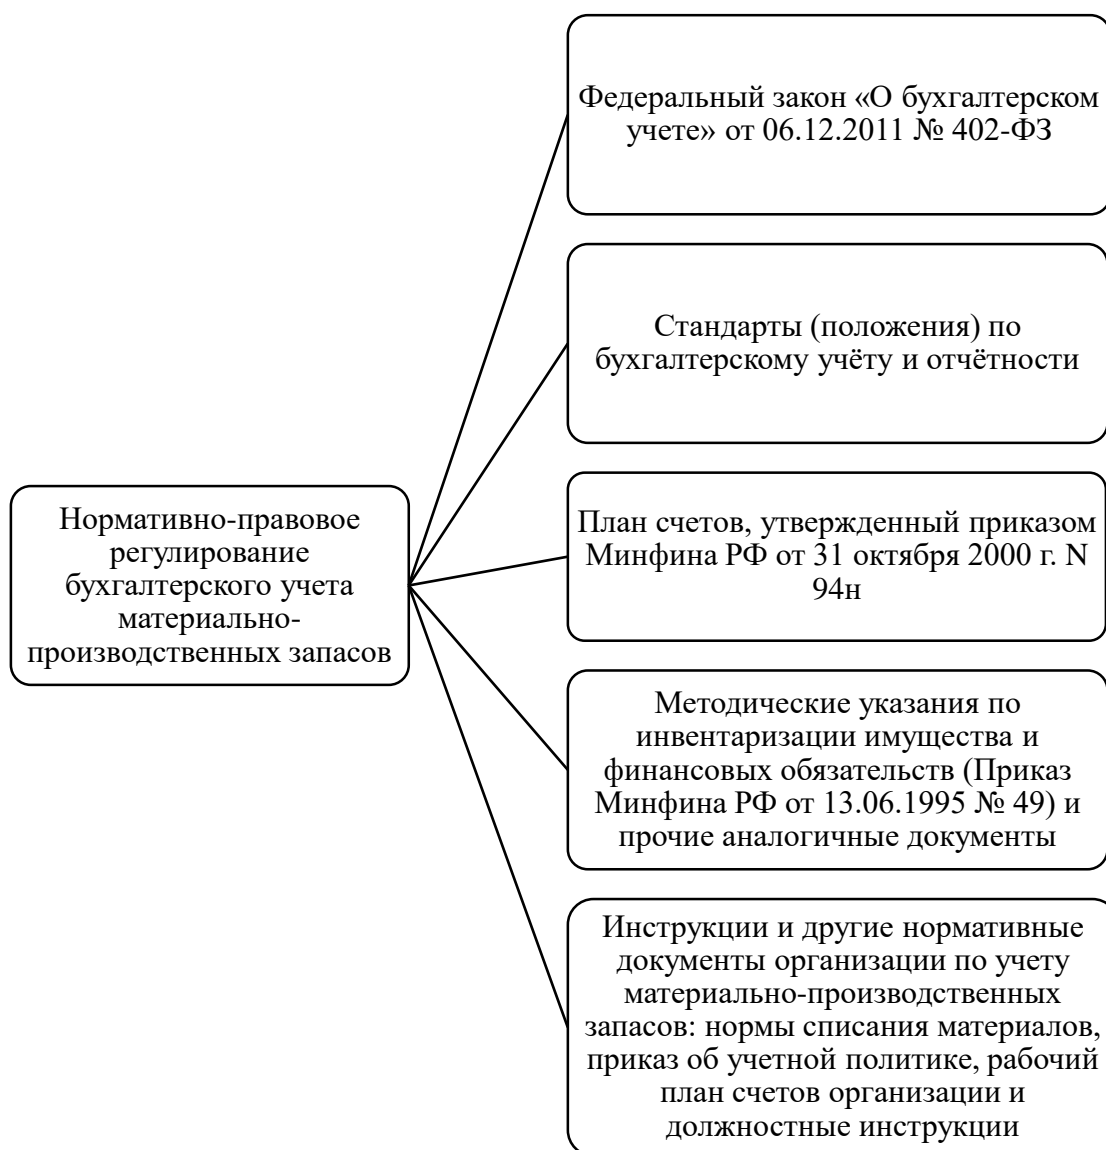 Нормативно-правовое
регулирование
бухгалтерского учета
материально-
производственных запасов
Федеральный закон «О бухгалтерском
учете» от 06.12.2011 № 402-ФЗ
Стандарты (положения) по
бухгалтерскому учёту и отчётности
План счетов, утвержденный приказом
Минфина РФ от 31 октября 2000 г. N
94н
Методические указания по
инвентаризации имущества и
финансовых обязательств (Приказ
Минфина РФ от 13.06.1995 № 49) и
прочие аналогичные документы
Инструкции и другие нормативные
документы организации по учету
материально-производственных
запасов: нормы списания материалов,
приказ об учетной политике, рабочий
план счетов организации и
должностные инструкции